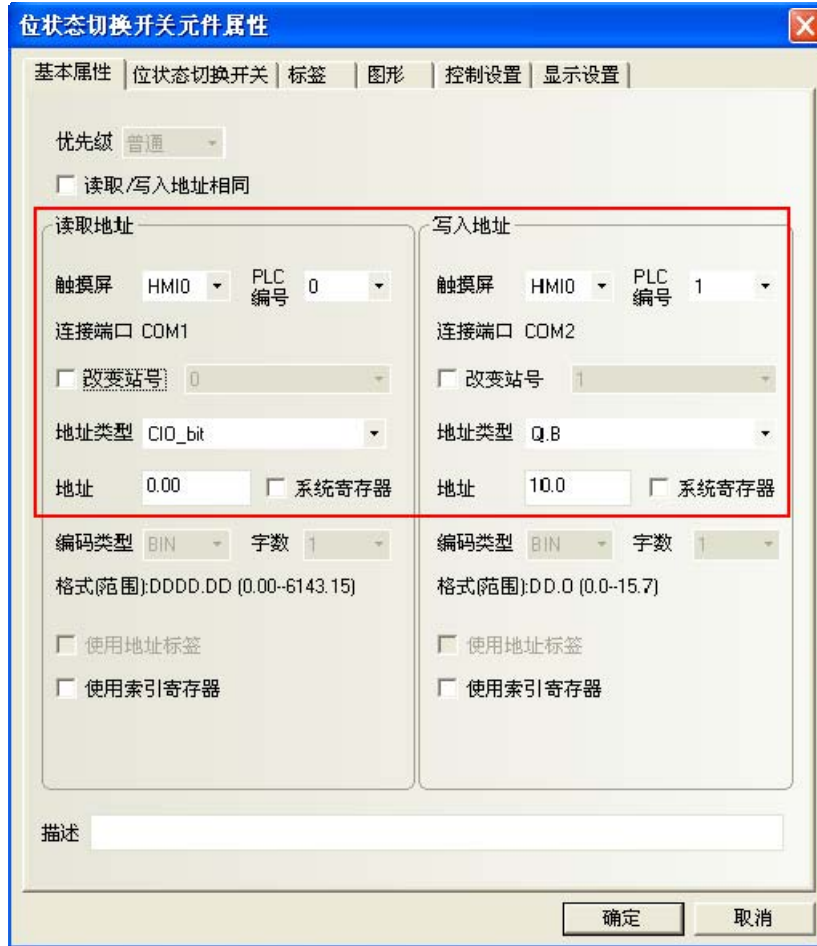 位状态切换开关元件属性
基本属性 位状态切换开关 标签 图形 控制设置 显示设置
优先级 普通
读取/写入地址相同
读取地址
触摸屏 HMI0 PLC编号 0
连接端口 COM1
改变站号 0
地址类型 CIO_bit
地址 0.00 系统寄存器
编码类型 BIN 字数 1
格式(范围):DDDD.DD (0.00--6143.15)
使用地址标签
使用索引寄存器
写入地址
触摸屏 HMI0 PLC编号 1
连接端口 COM2
改变站号 1
地址类型 Q.B
地址 10.0 系统寄存器
编码类型 BIN 字数 1
格式(范围):DD.O (0.0--15.7)
使用地址标签
使用索引寄存器
描述
确定 取消